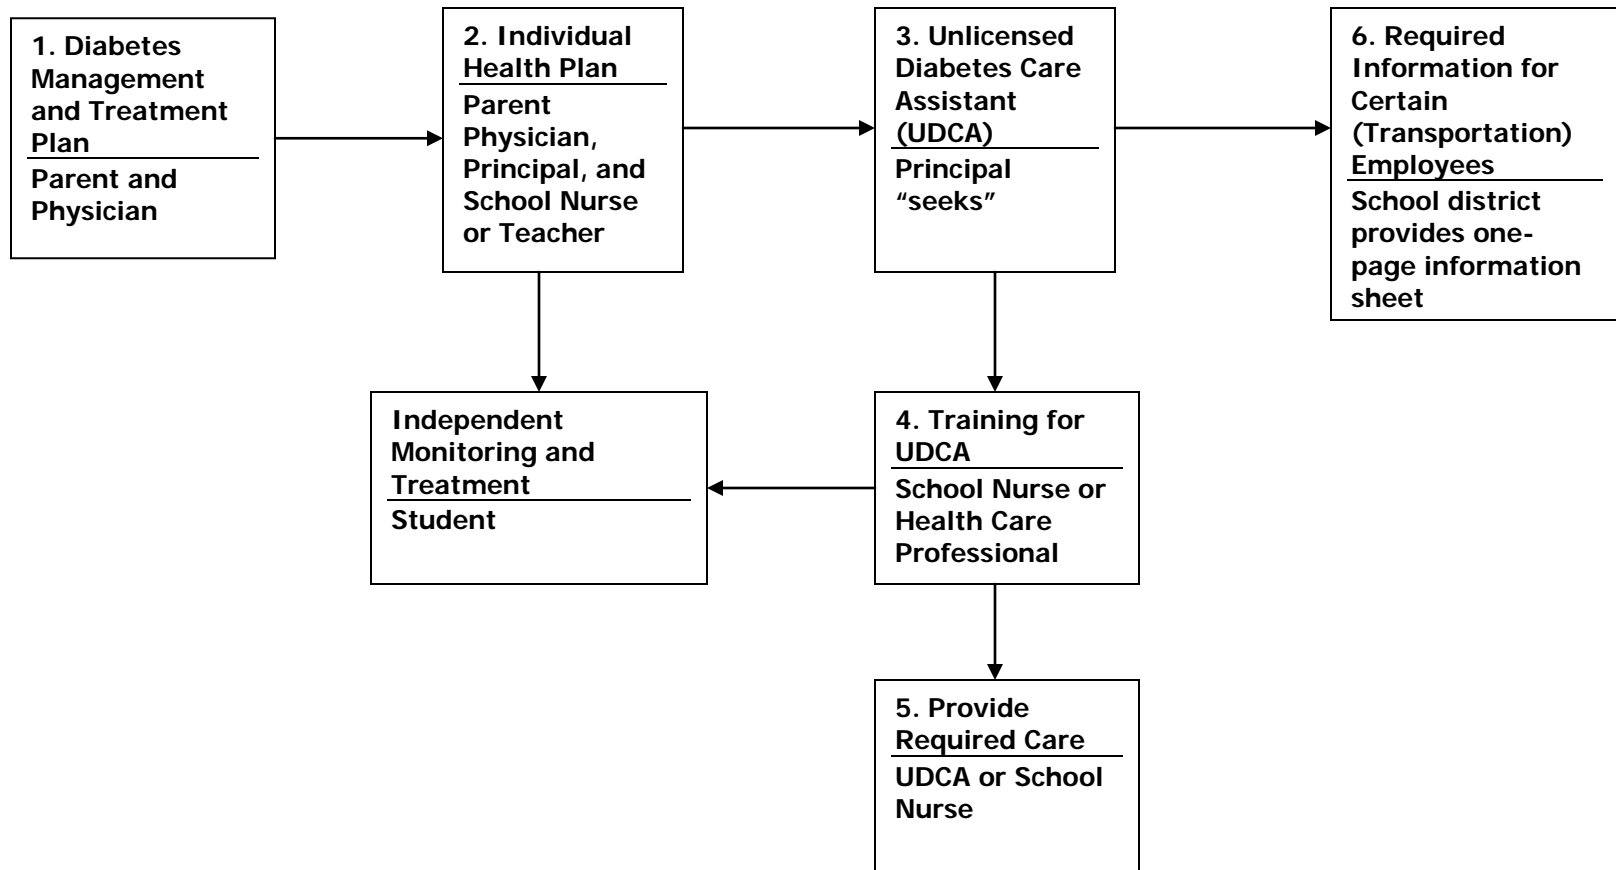 1. Diabetes
Management
and Treatment
Plan
Parent and
Physician
2. Individual
Health Plan
Parent
Physician,
Principal, and
School Nurse
or Teacher
3. Unlicensed
Diabetes Care
Assistant
(UDCA)
Principal
“seeks”
6. Required
Information for
Certain
(Transportation)
Employees
School district
provides one-
page information
sheet
Independent
Monitoring and
Treatment
Student
4. Training for
UDCA
School Nurse or
Health Care
Professional
5. Provide
Required Care
UDCA or School
Nurse